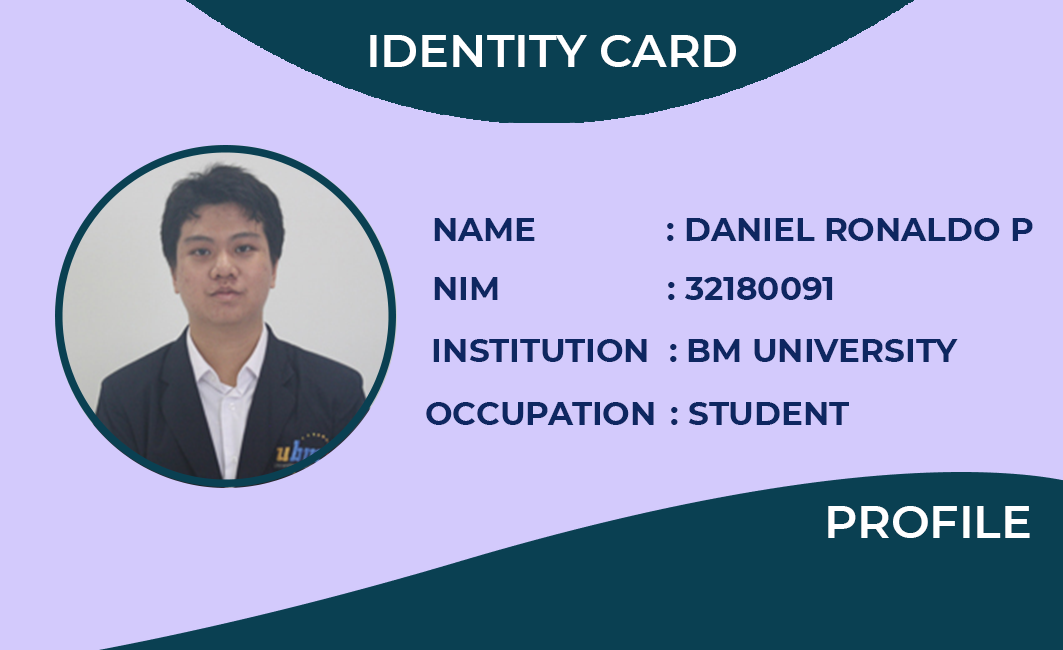 IDENTITY CARD
NAME : DANIEL RONALDO P
NIM : 32180091
INSTITUTION : BM UNIVERSITY
OCCUPATION : STUDENT
PROFILE